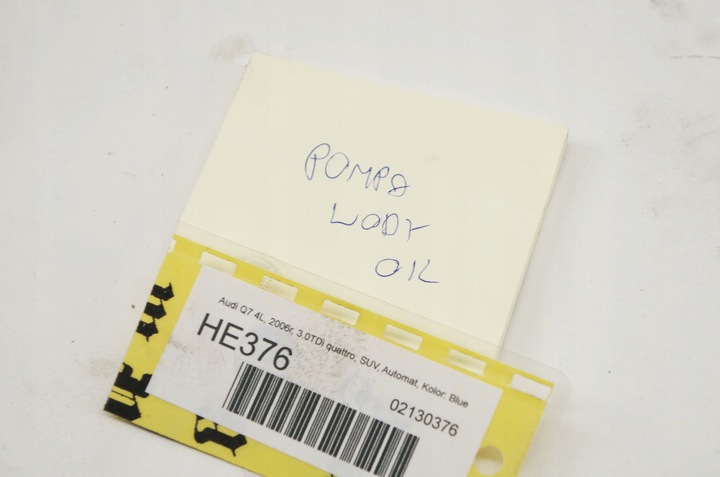 POMPA
WODY
OIL
Audi Q7 4L, 2006r, 3.0TDi quattro, SUV, Automat, Kolor: Blue
HE376
02130376